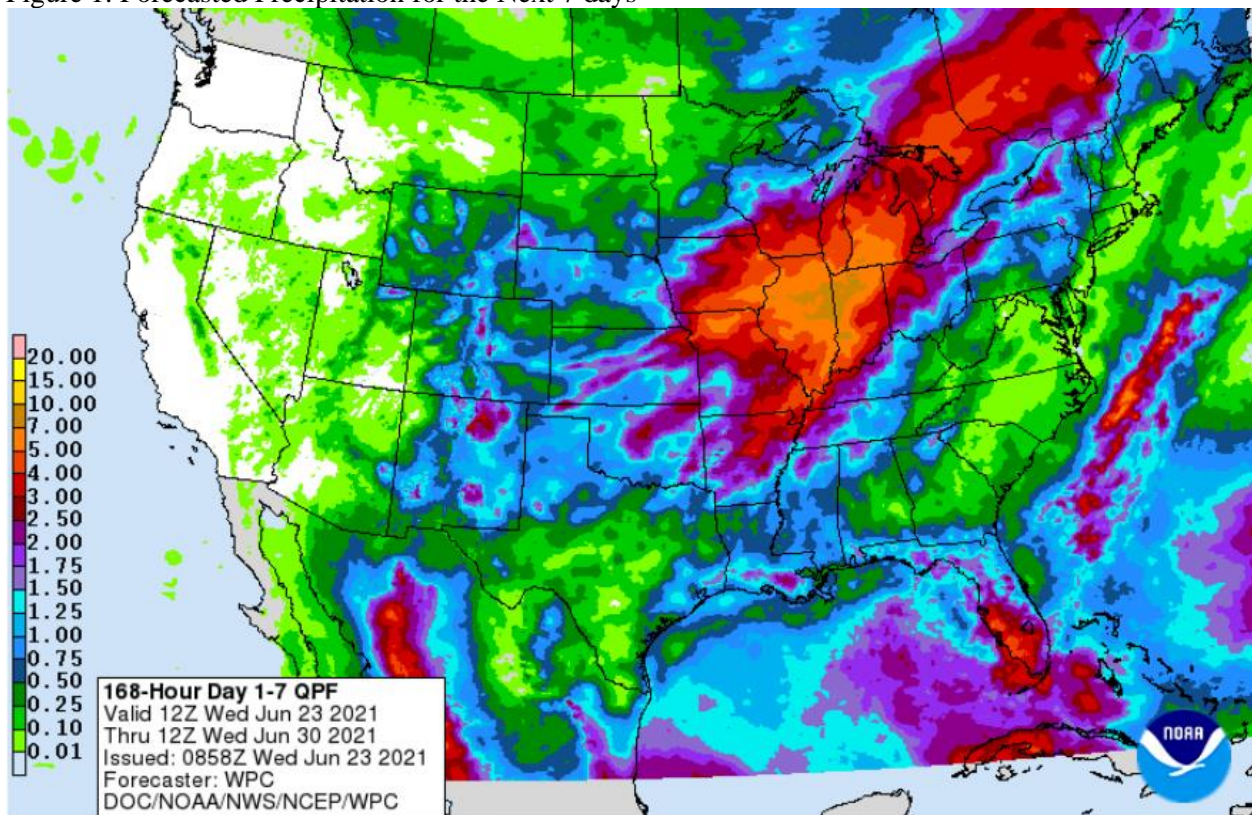 Figure 1: Forecasted Precipitation for the Next 7 days
20.00
15.00
10.00
7.00
5.00
4.00
3.00
2.50
2.00
1.75
1.50
1.25
1.00
0.75
0.50
0.25
0.10
0.01
168-Hour Day 1-7 QPF
Valid 12Z Wed Jun 23 2021
Thru 12Z Wed Jun 30 2021
Issued: 0858Z Wed Jun 23 2021
Forecaster: WPC
DOC/NOAA/NWS/NCEP/WPC
NOAA